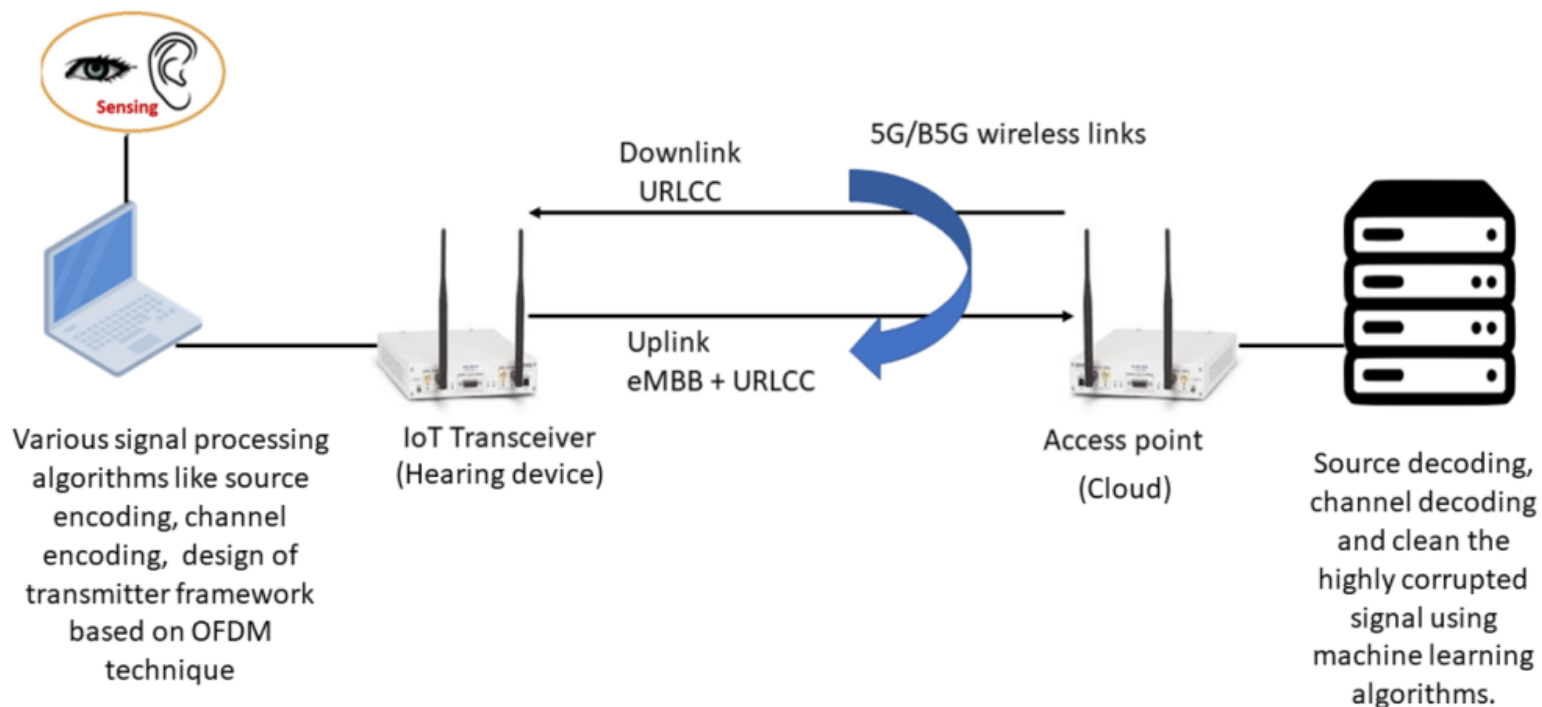 Sensing
5G/B5G wireless links
Downlink
URLCC
Uplink
eMBB + URLCC
Various signal processing
algorithms like source
encoding, channel
encoding, design of
transmitter framework
based on OFDM
technique
IoT Transceiver
(Hearing device)
Access point
(Cloud)
Source decoding,
channel decoding
and clean the
highly corrupted
signal using
machine learning
algorithms.